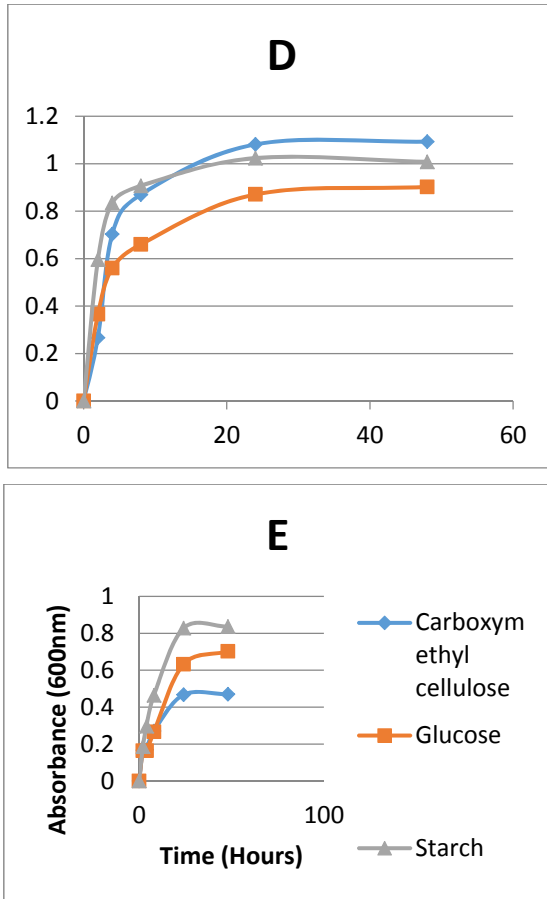 D
1.2
1
0.8
0.6
0.4
0.2
0
0 20 40 60
E
Absorbance (600nm)
1
0.8
0.6
0.4
0.2
0
0 100
Time (Hours)
Carboxym
ethyl
cellulose
Glucose
Starch